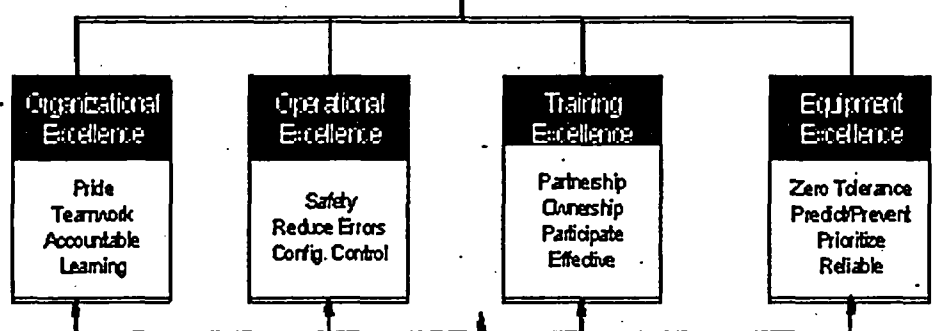 Organizational
Excellence
Pride
Teamwork
Accountable
Learning
Operational
Excellence
Safety
Reduce Errors
Config. Control
Training
Excellence
Partnership
Ownership
Participate
Effective
Equipment
Excellence
Zero Tolerance
Predict/Prevent
Prioritize
Reliable